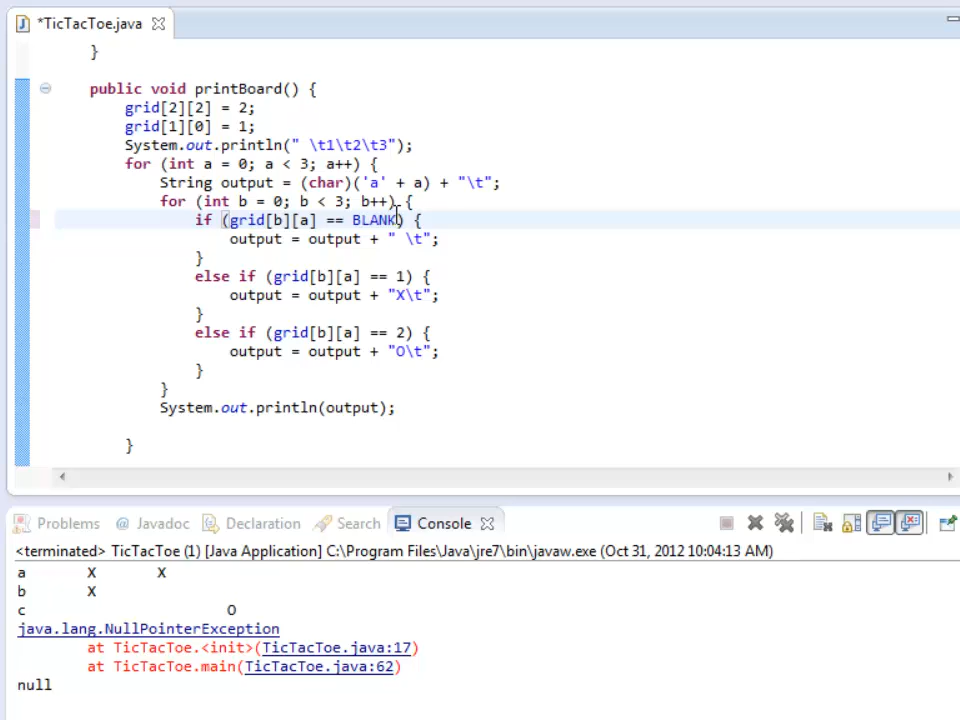 *TicTacToe.java
}
public void printBoard() {
grid[2][2] = 2;
grid[1][0] = 1;
System.out.println(" \t1\t2\t3");
for (int a = 0; a < 3; a++) {
String output = (char)('a' + a) + "\t";
for (int b = 0; b < 3; b++) {
if (grid[b][a] == BLANK) {
output = output + " \t";
}
else if (grid[b][a] == 1) {
output = output + "X\t";
}
else if (grid[b][a] == 2) {
output = output + "O\t";
}
}
System.out.println(output);
}
Problems @ Javadoc Declaration Search Console
<terminated> TicTacToe (1) [Java Application] C:\Program Files\Java\jre7\bin\javaw.exe (Oct 31, 2012 10:04:13 AM)
a X X
b X
c O
java.lang.NullPointerException
at TicTacToe.<init>(TicTacToe.java:17)
at TicTacToe.main(TicTacToe.java:62)
null